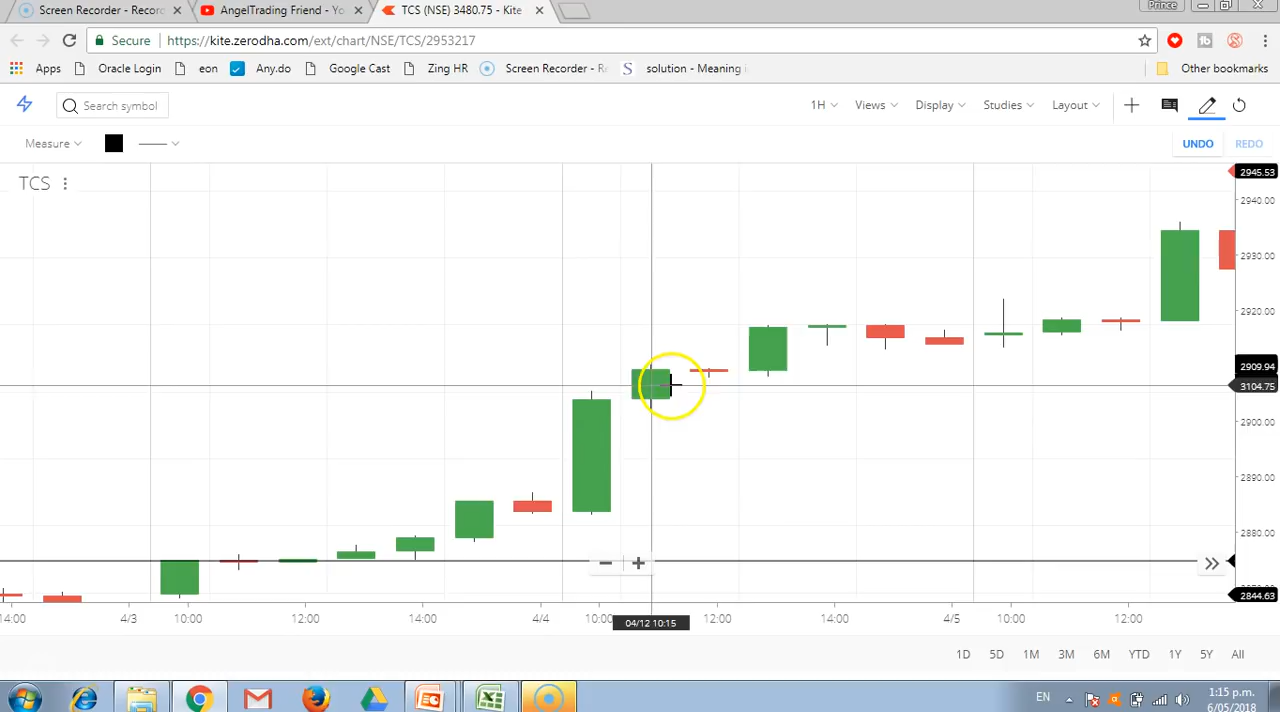 Screen Recorder - Recor
AngelTrading Friend - Yo
TCS (NSE) 3480.75 - Kite
Prince
Secure
https://kite.zerodha.com/ext/chart/NSE/TCS/2953217
Apps
Oracle Login
eon
Any.do
Google Cast
Zing HR
Screen Recorder - Re
S
solution - Meaning i
Other bookmarks
Search symbol
1H
Views
Display
Studies
Layout
Measure
UNDO
REDO
TCS
2945.53
2940.00
2930.00
2920.00
2909.94
3104.75
2900.00
2890.00
2880.00
2844.63
14:00
4/3
10:00
12:00
14:00
4/4
10:00
04/12 10:15
12:00
14:00
4/5
10:00
12:00
1D
5D
1M
3M
6M
YTD
1Y
5Y
All
EN
1:15 p.m.
6/05/2018